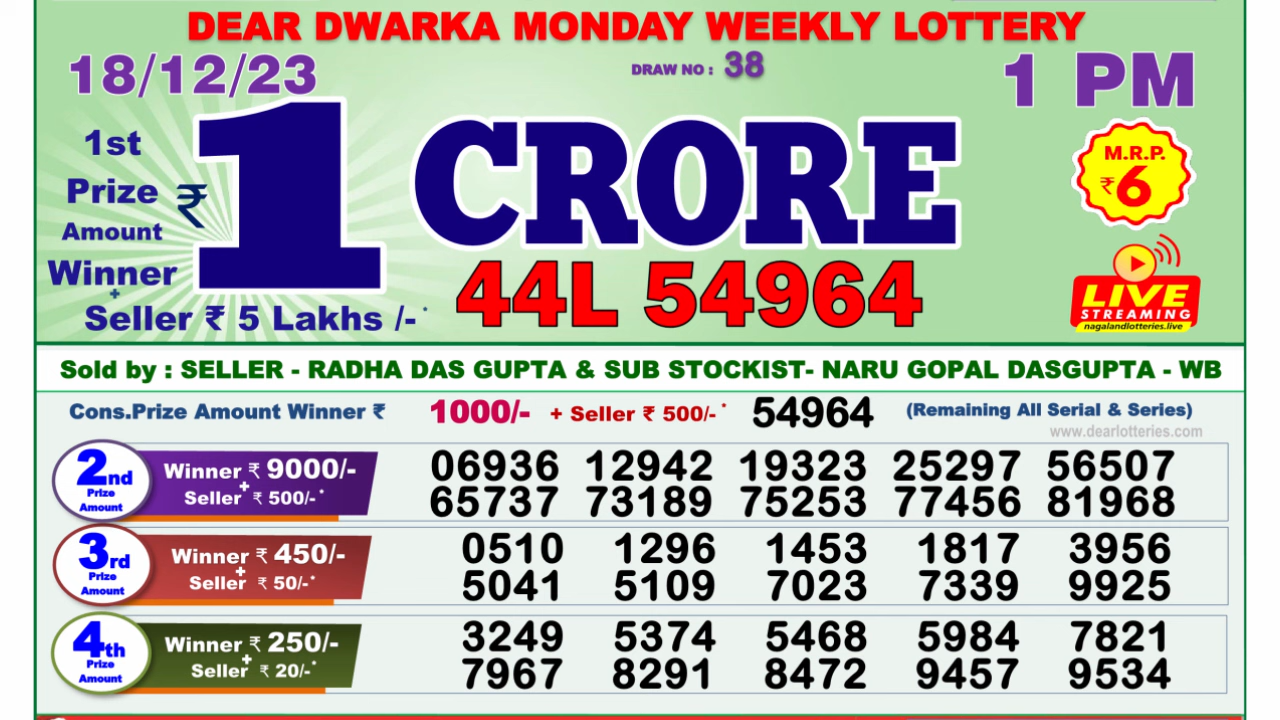 DEAR DWARKA MONDAY WEEKLY LOTTERY
18/12/23
DRAW NO : 38
1 PM
1st
Prize
Amount
Winner
+
Seller ₹ 5 Lakhs /-*
₹ 1 CRORE
44L 54964
M.R.P.
₹6
LIVE
STREAMING
nagalandlotteries.live
Sold by : SELLER - RADHA DAS GUPTA & SUB STOCKIST- NARU GOPAL DASGUPTA - WB
Cons.Prize Amount Winner ₹ 1000/- + Seller ₹ 500/-* 54964 (Remaining All Serial & Series)
www.dearlotteries.com
2nd
Prize
Amount
Winner ₹ 9000/-
+
Seller ₹ 500/-*
06936 12942 19323 25297 56507
65737 73189 75253 77456 81968
3rd
Prize
Amount
Winner ₹ 450/-
+
Seller ₹ 50/-*
0510 1296 1453 1817 3956
5041 5109 7023 7339 9925
4th
Prize
Amount
Winner ₹ 250/-
+
Seller ₹ 20/-*
3249 5374 5468 5984 7821
7967 8291 8472 9457 9534